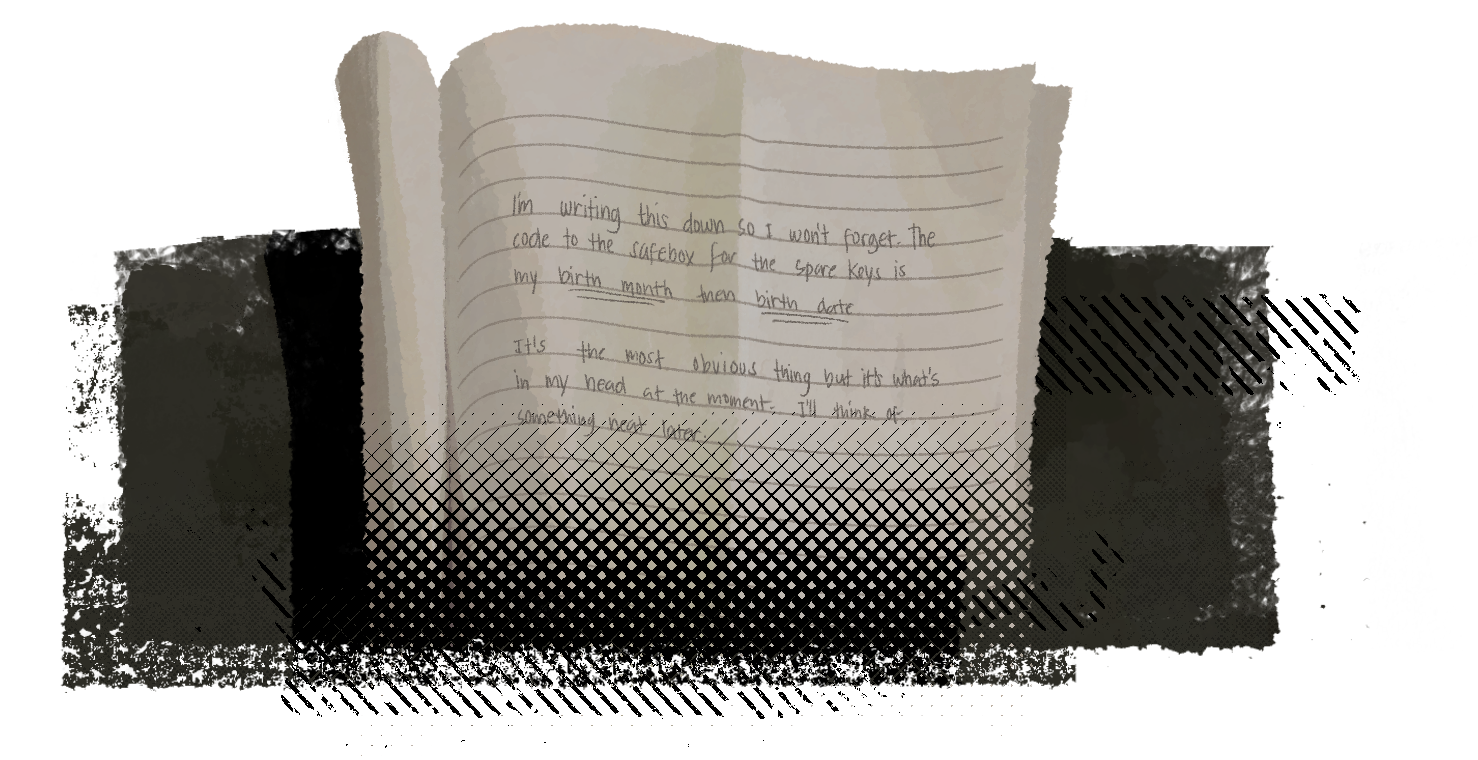 I'm writing this down so I won't forget. The
code to the safebox for the spare keys is
my birth month then birth date
It's the most obvious thing but it's what's
in my head at the moment. I'll think of
something neat later.